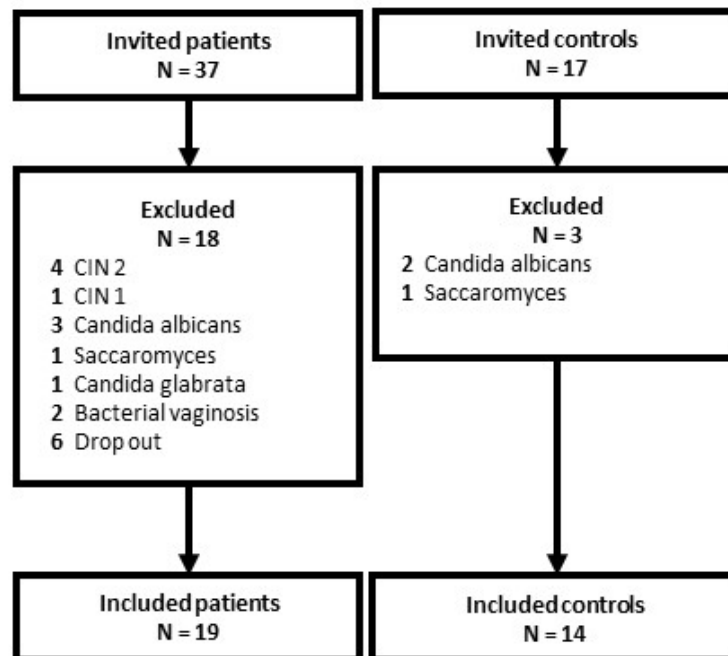 Invited patients
N = 37
Invited controls
N = 17
Excluded
N = 18
4 CIN 2
1 CIN 1
3 Candida albicans
1 Saccaromyces
1 Candida glabrata
2 Bacterial vaginosis
6 Drop out
Excluded
N = 3
2 Candida albicans
1 Saccaromyces
Included patients
N = 19
Included controls
N = 14